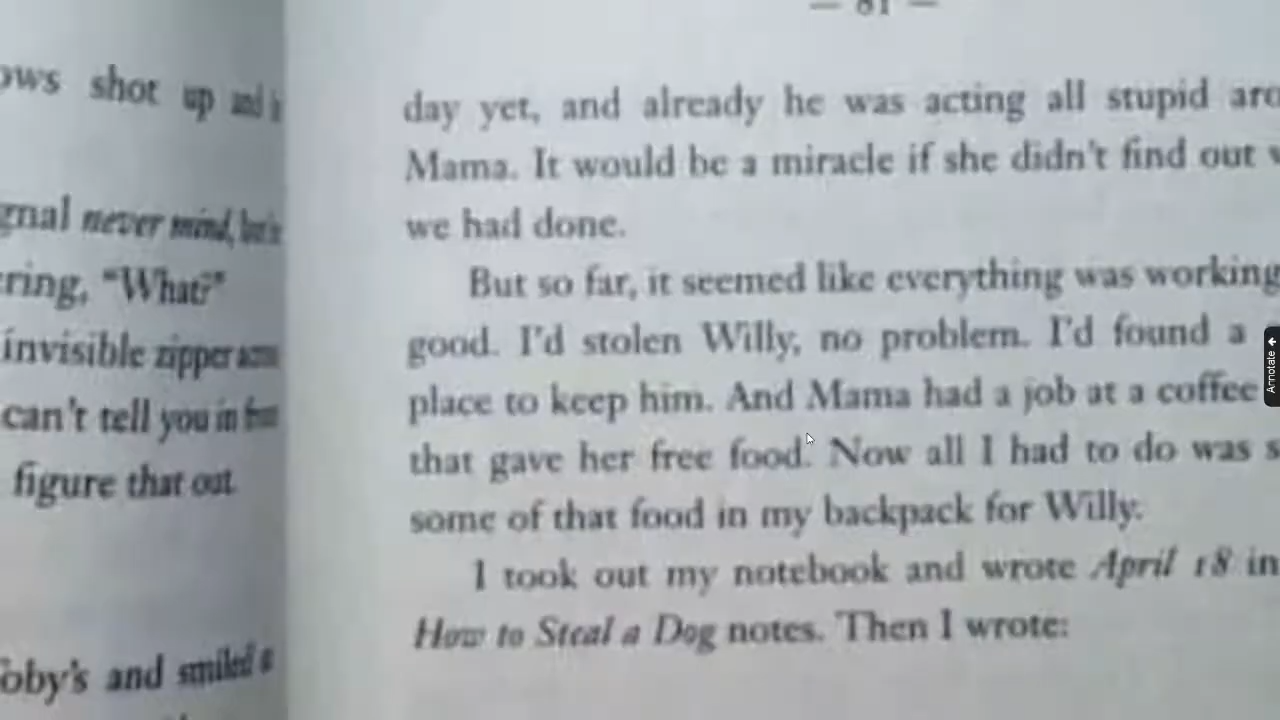 shot up and
never mind,
"What?"
invisible zipper
can't tell you in
figure that out
and smiled
— 81 —
day yet, and already he was acting all stupid
Mama. It would be a miracle if she didn't find out
we had done.
But so far, it seemed like everything was working
good. I'd stolen Willy, no problem. I'd found a
place to keep him. And Mama had a job at a coffee
that gave her free food. Now all I had to do was
some of that food in my backpack for Willy.
I took out my notebook and wrote April 18 in
How to Steal a Dog notes. Then I wrote:
Annotate